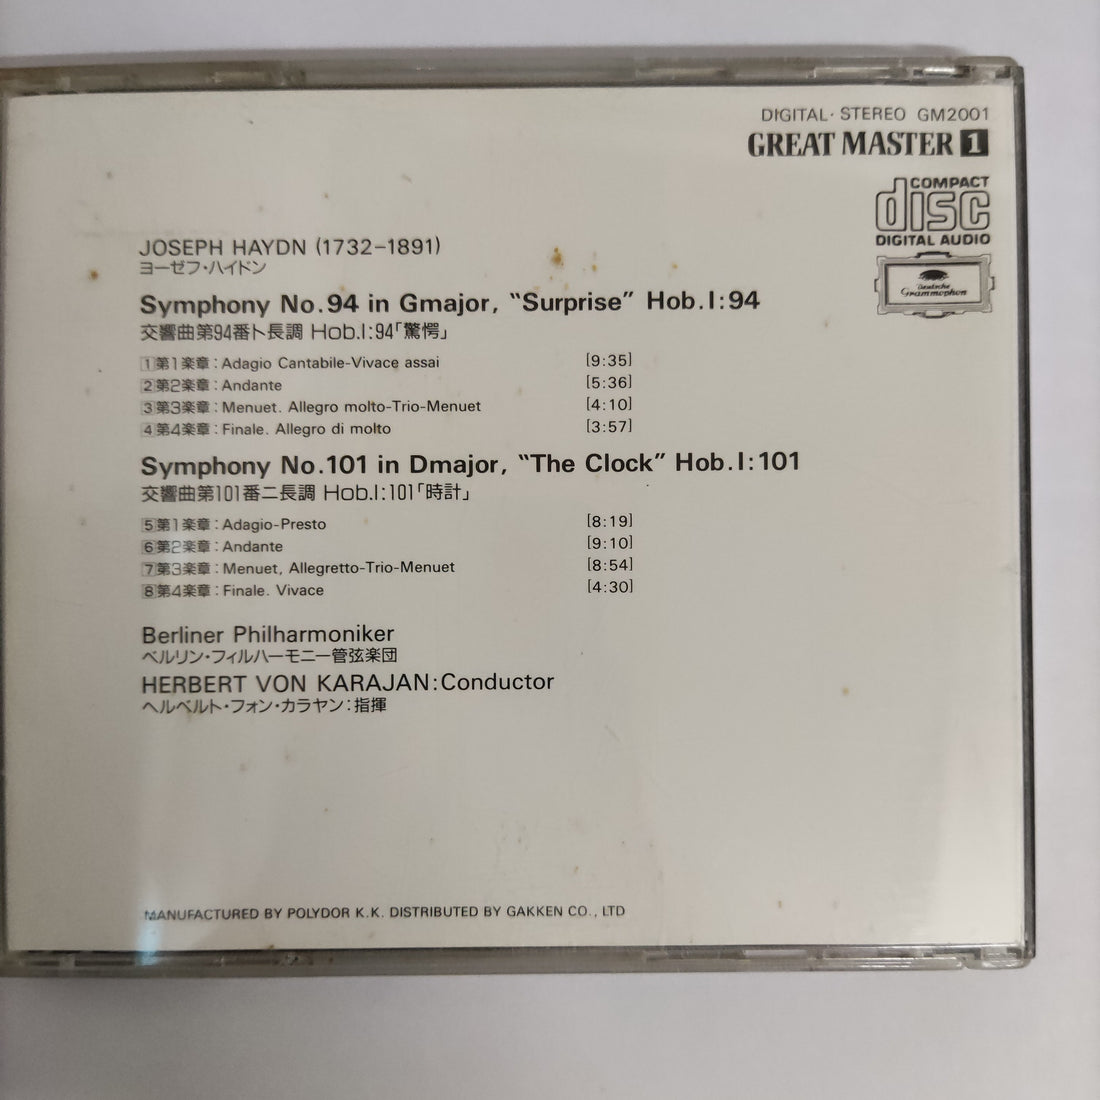 DIGITAL· STEREO GM2001
GREAT MASTER 1
COMPACT
disc
DIGITAL AUDIO
Deutsche
Grammophon
JOSEPH HAYDN (1732–1891)
ヨーゼフ・ハイドン
Symphony No.94 in Gmajor, “Surprise” Hob.I:94
交響曲第94番ト長調 Hob.I:94「驚愕」
1 第1楽章：Adagio Cantabile-Vivace assai [9:35]
2 第2楽章：Andante [5:36]
3 第3楽章：Menuet. Allegro molto-Trio-Menuet [4:10]
4 第4楽章：Finale. Allegro di molto [3:57]
Symphony No.101 in Dmajor, “The Clock” Hob.I:101
交響曲第101番ニ長調 Hob.I:101「時計」
5 第1楽章：Adagio-Presto [8:19]
6 第2楽章：Andante [9:10]
7 第3楽章：Menuet, Allegretto-Trio-Menuet [8:54]
8 第4楽章：Finale. Vivace [4:30]
Berliner Philharmoniker
ベルリン・フィルハーモニー管弦楽団
HERBERT VON KARAJAN:Conductor
ヘルベルト・フォン・カラヤン：指揮
MANUFACTURED BY POLYDOR K.K. DISTRIBUTED BY GAKKEN CO., LTD